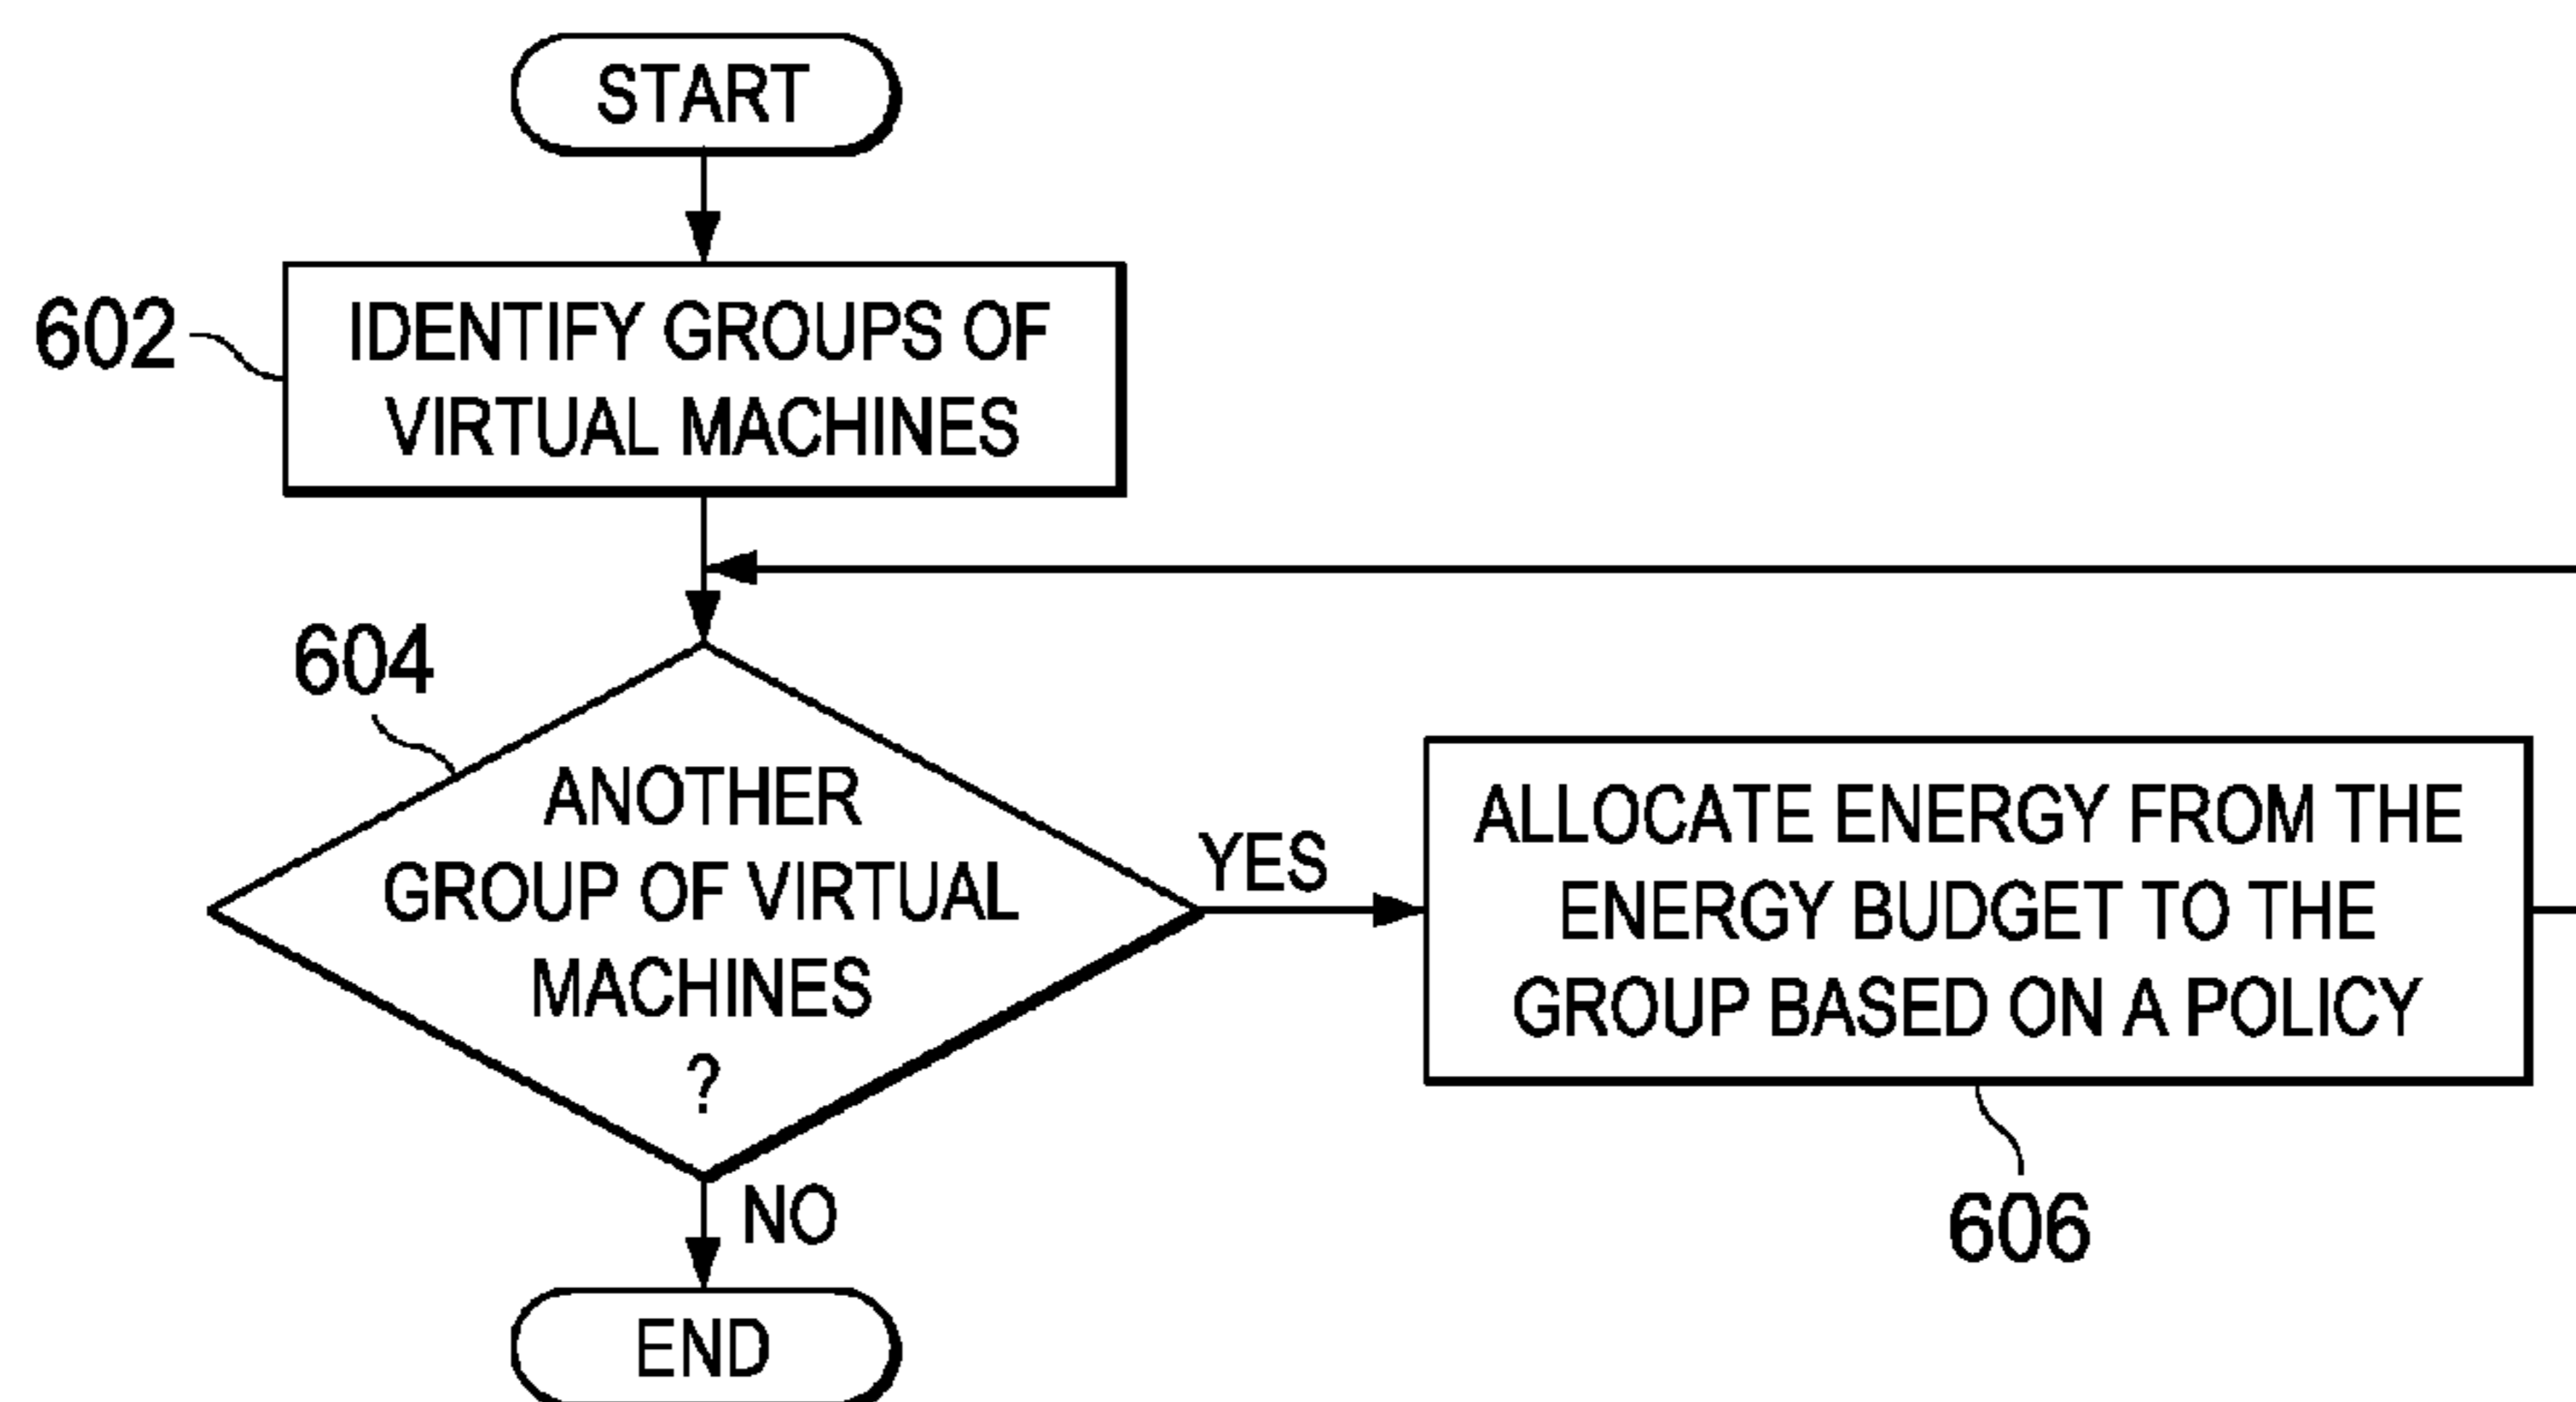 START
602
IDENTIFY GROUPS OF
VIRTUAL MACHINES
604
ANOTHER
GROUP OF VIRTUAL
MACHINES
?
YES
ALLOCATE ENERGY FROM THE
ENERGY BUDGET TO THE
GROUP BASED ON A POLICY
606
NO
END